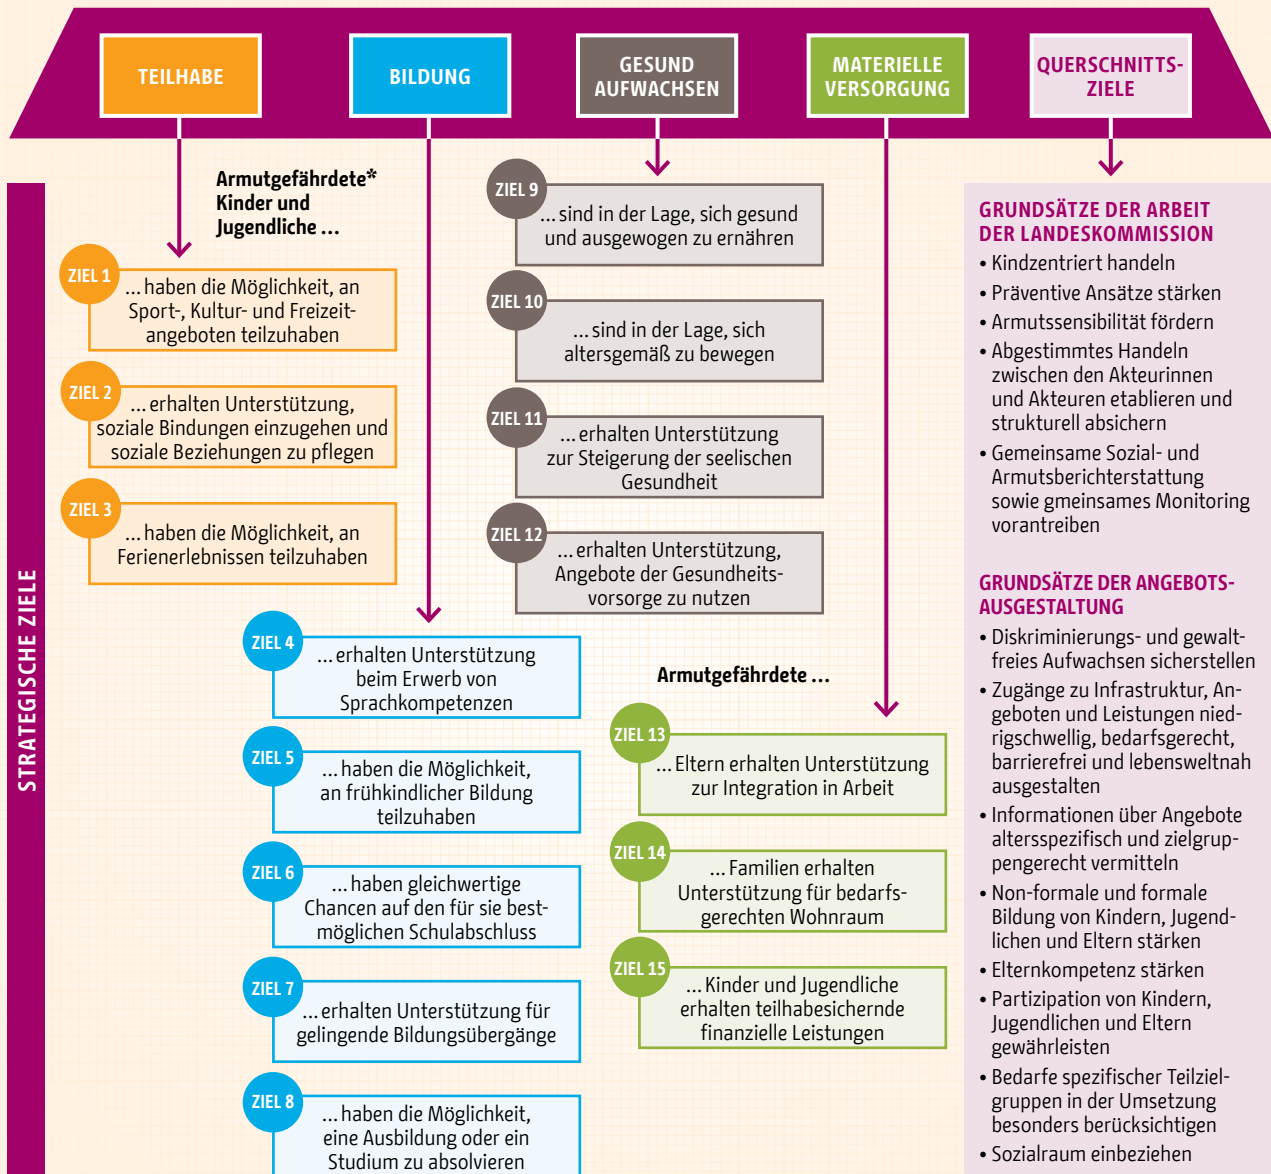 TEILHABE
BILDUNG
GESUND
AUFWACHSEN
MATERIELLE
VERSORGUNG
QUERSCHNITTS-
ZIELE
STRATEGISCHE ZIELE
Armutgefährdete*
Kinder und
Jugendliche ...
ZIEL 1
... haben die Möglichkeit, an
Sport-, Kultur- und Freizeit-
angeboten teilzuhaben
ZIEL 2
... erhalten Unterstützung,
soziale Bindungen einzugehen und
soziale Beziehungen zu pflegen
ZIEL 3
... haben die Möglichkeit, an
Ferienerlebnissen teilzuhaben
ZIEL 4
... erhalten Unterstützung
beim Erwerb von
Sprachkompetenzen
ZIEL 5
... haben die Möglichkeit,
an frühkindlicher Bildung
teilzuhaben
ZIEL 6
... haben gleichwertige
Chancen auf den für sie best-
möglichen Schulabschluss
ZIEL 7
... erhalten Unterstützung für
gelingende Bildungsübergänge
ZIEL 8
... haben die Möglichkeit,
eine Ausbildung oder ein
Studium zu absolvieren
ZIEL 9
... sind in der Lage, sich gesund
und ausgewogen zu ernähren
ZIEL 10
... sind in der Lage, sich
altersgemäß zu bewegen
ZIEL 11
... erhalten Unterstützung
zur Steigerung der seelischen
Gesundheit
ZIEL 12
... erhalten Unterstützung,
Angebote der Gesundheits-
vorsorge zu nutzen
Armutgefährdete ...
ZIEL 13
... Eltern erhalten Unterstützung
zur Integration in Arbeit
ZIEL 14
... Familien erhalten
Unterstützung für bedarfs-
gerechten Wohnraum
ZIEL 15
... Kinder und Jugendliche
erhalten teilhabesichernde
finanzielle Leistungen
GRUNDSÄTZE DER ARBEIT
DER LANDESKOMMISSION
• Kindzentriert handeln
• Präventive Ansätze stärken
• Armutssensibilität fördern
• Abgestimmtes Handeln
zwischen den Akteurinnen
und Akteuren etablieren und
strukturell absichern
• Gemeinsame Sozial- und
Armutsberichterstattung
sowie gmeinsames Monitoring
vorantreiben
GRUNDSÄTZE DER ANGEBOTS-
AUSGESTALTUNG
• Diskriminierungs- und gewalt-
freies Aufwachsen sicherstellen
• Zugänge zu Infrastruktur, An-
geboten und Leistungen nied-
rigschwellig, bedarfsgerecht,
barrierefrei und lebensweltnah
ausgestalten
• Informationen über Angebote
altersspezifisch und zielgrup-
pengerecht vermitteln
• Non-formale und formale
Bildung von Kindern, Jugend-
lichen und Eltern stärken
• Elternkompetenz stärken
• Partizipation von Kindern,
Jugendlichen und Eltern
gewährleisten
• Bedarfe spezifischer Teilziel-
gruppen in der Umsetzung
besonders berücksichtigen
• Sozialraum einbeziehen